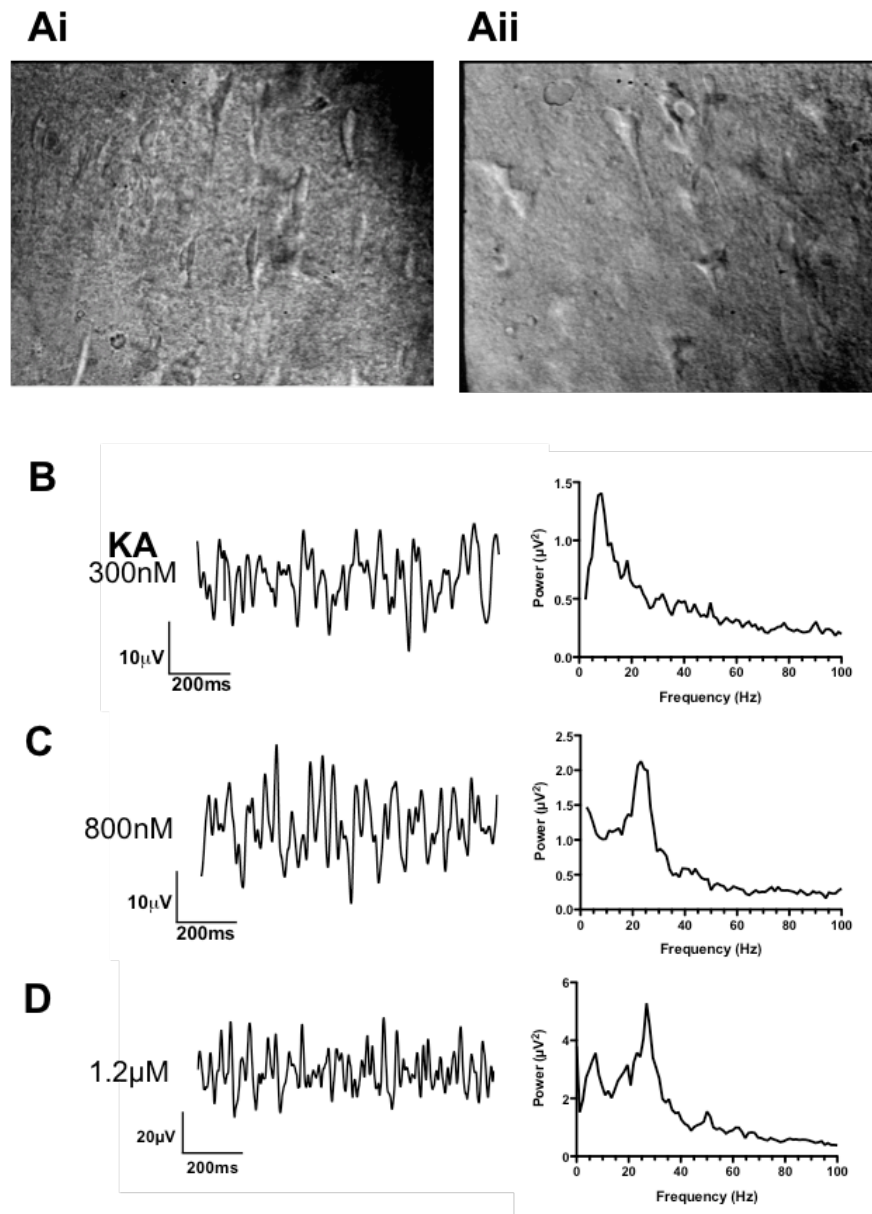 Ai
Aii
B
KA
300nM
10µV
200ms
Power (µV²)
1.5
1.0
0.5
0.0
0 20 40 60 80 100
Frequency (Hz)
C
800nM
10µV
200ms
Power (µV²)
2.5
2.0
1.5
1.0
0.5
0.0
0 20 40 60 80 100
Frequency (Hz)
D
1.2µM
20µV
200ms
Power (µV²)
6
4
2
0
0 20 40 60 80 100
Frequency (Hz)